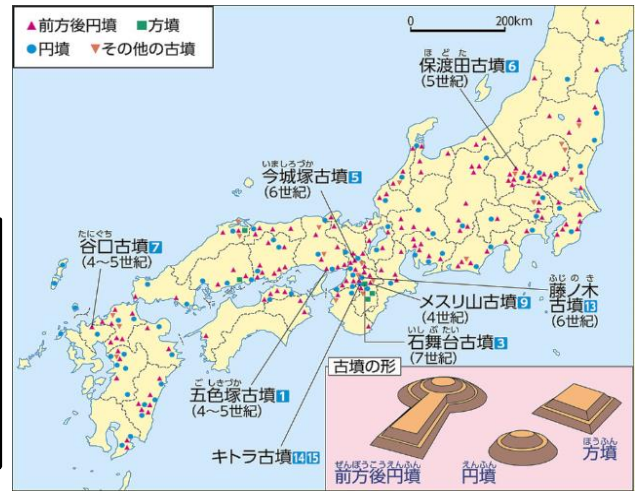 ▲前方後円墳 ■方墳
●円墳 ▼その他の古墳
0 200km
ほどた
保渡田古墳6
(5世紀)
いましろづか
今城塚古墳5
(6世紀)
たにぐち
谷口古墳7
(4〜5世紀)
ふじのき
藤ノ木
古墳13
(6世紀)
メスリ山古墳9
(4世紀)
いしぶたい
石舞台古墳3
(7世紀)
ごしきづか
五色塚古墳1
(4〜5世紀)
キトラ古墳14 15
古墳の形
ぜんぽうこうえんふん
前方後円墳
えんふん
円墳
ほうふん
方墳